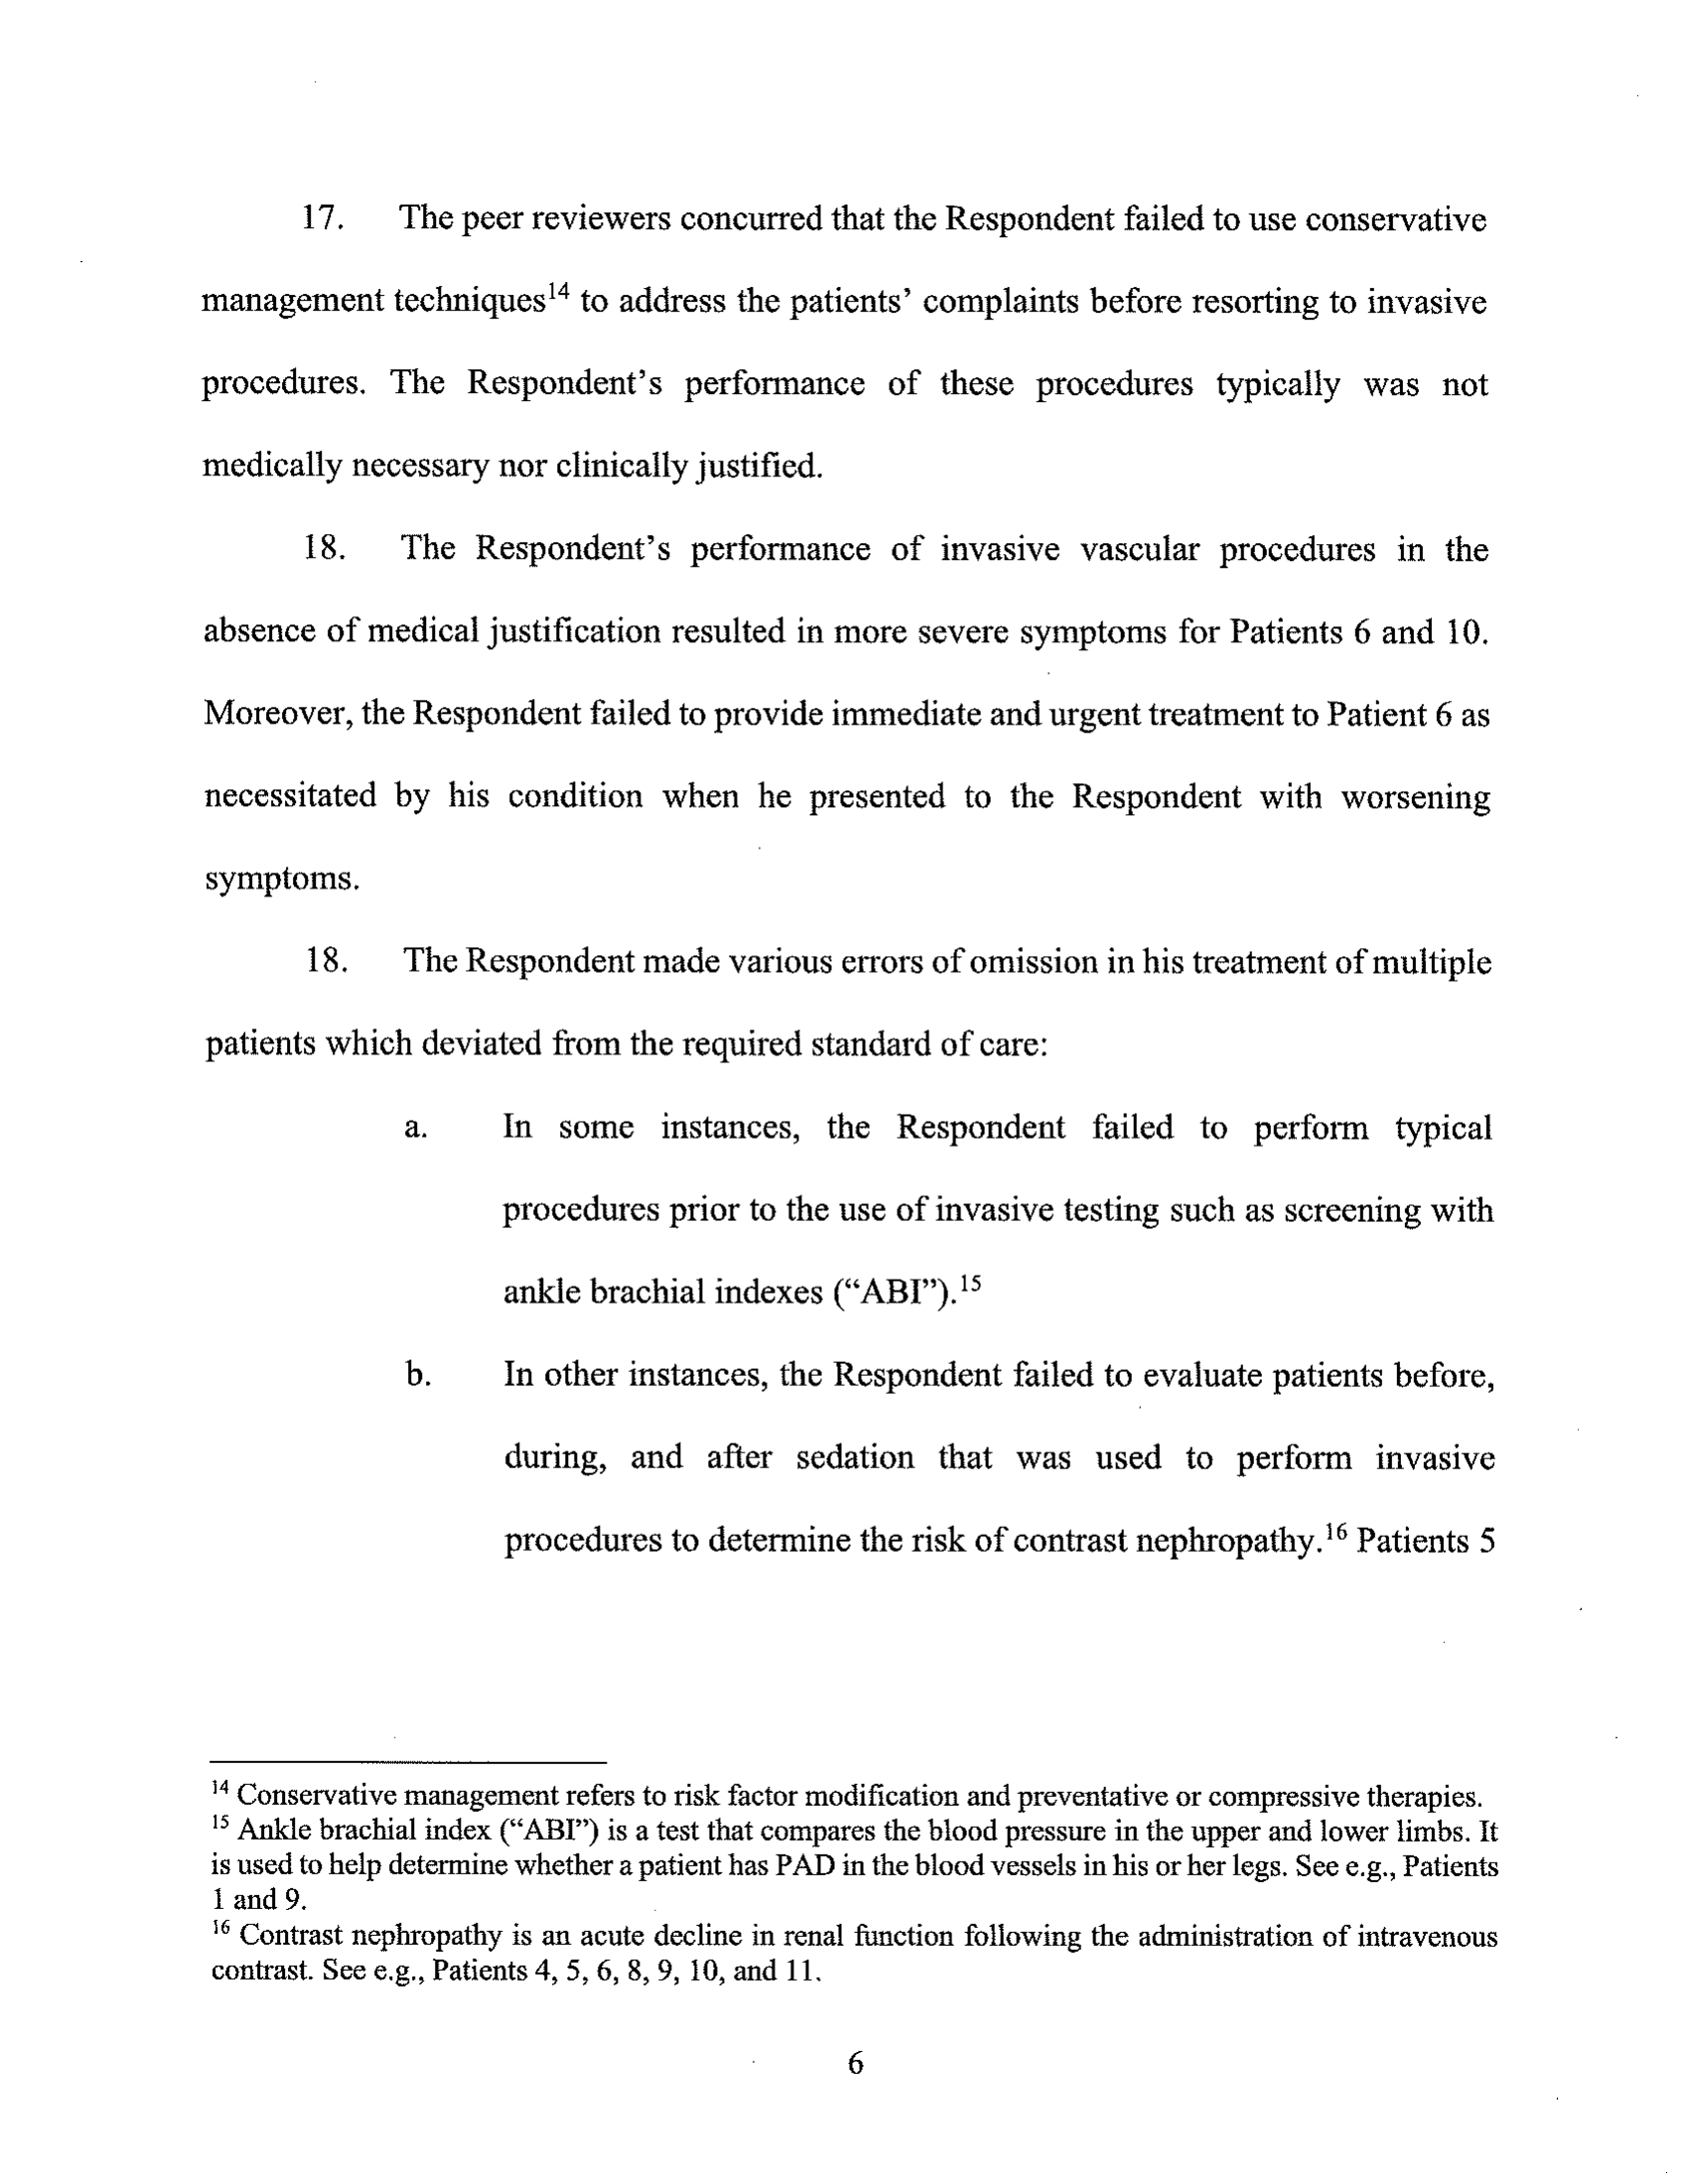 17. The peer reviewers concurred that the Respondent failed to use conservative
management techniques14 to address the patients' complaints before resorting to invasive
procedures. The Respondent's performance of these procedures typically was not
medically necessary nor clinically justified.
18. The Respondent's performance of invasive vascular procedures in the
absence of medical justification resulted in more severe symptoms for Patients 6 and 10.
Moreover, the Respondent failed to provide immediate and urgent treatment to Patient 6 as
necessitated by his condition when he presented to the Respondent with worsening
symptoms.
18. The Respondent made various errors of omission in his treatment of multiple
patients which deviated from the required standard of care:
a. In some instances, the Respondent failed to perform typical
procedures prior to the use of invasive testing such as screening with
ankle brachial indexes ("ABI").15
b. In other instances, the Respondent failed to evaluate patients before,
during, and after sedation that was used to perform invasive
procedures to determine the risk of contrast nephropathy.16 Patients 5
14 Conservative management refers to risk factor modification and preventative or compressive therapies.
15 Ankle brachial index ("ABI") is a test that compares the blood pressure in the upper and lower limbs. It
is used to help determine whether a patient has PAD in the blood vessels in his or her legs. See e.g., Patients
1 and 9.
16 Contrast nephropathy is an acute decline in renal function following the administration of intravenous
contrast. See e.g., Patients 4, 5, 6, 8, 9, 10, and 11.
6